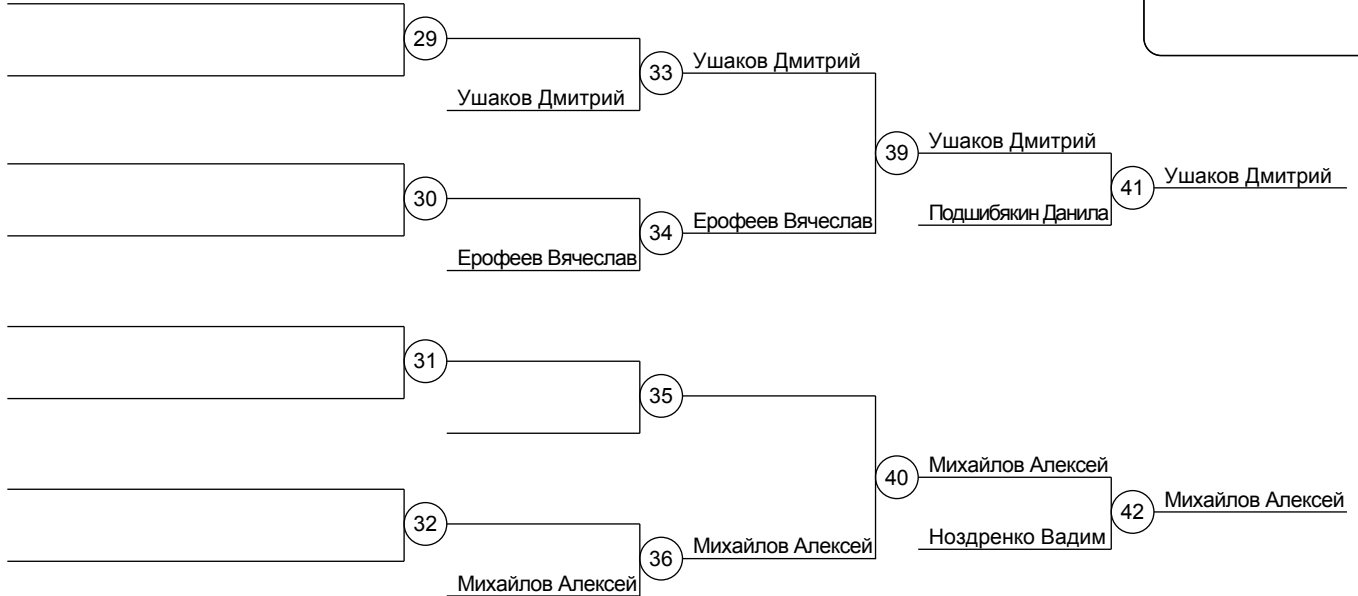 29
Ушаков Дмитрий
33
Ушаков Дмитрий
39
Ушаков Дмитрий
41
Ушаков Дмитрий
30
Ерофеев Вячеслав
34
Ерофеев Вячеслав
Подшибякин Данила
31
35
40
Михайлов Алексей
42
Михайлов Алексей
32
Михайлов Алексей
36
Михайлов Алексей
Ноздренко Вадим